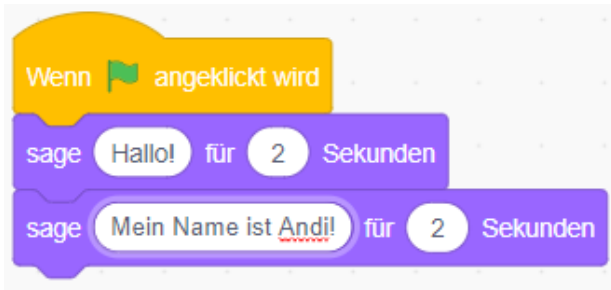 Wenn angeklickt wird
sage Hallo! für 2 Sekunden
sage Mein Name ist Andi! für 2 Sekunden